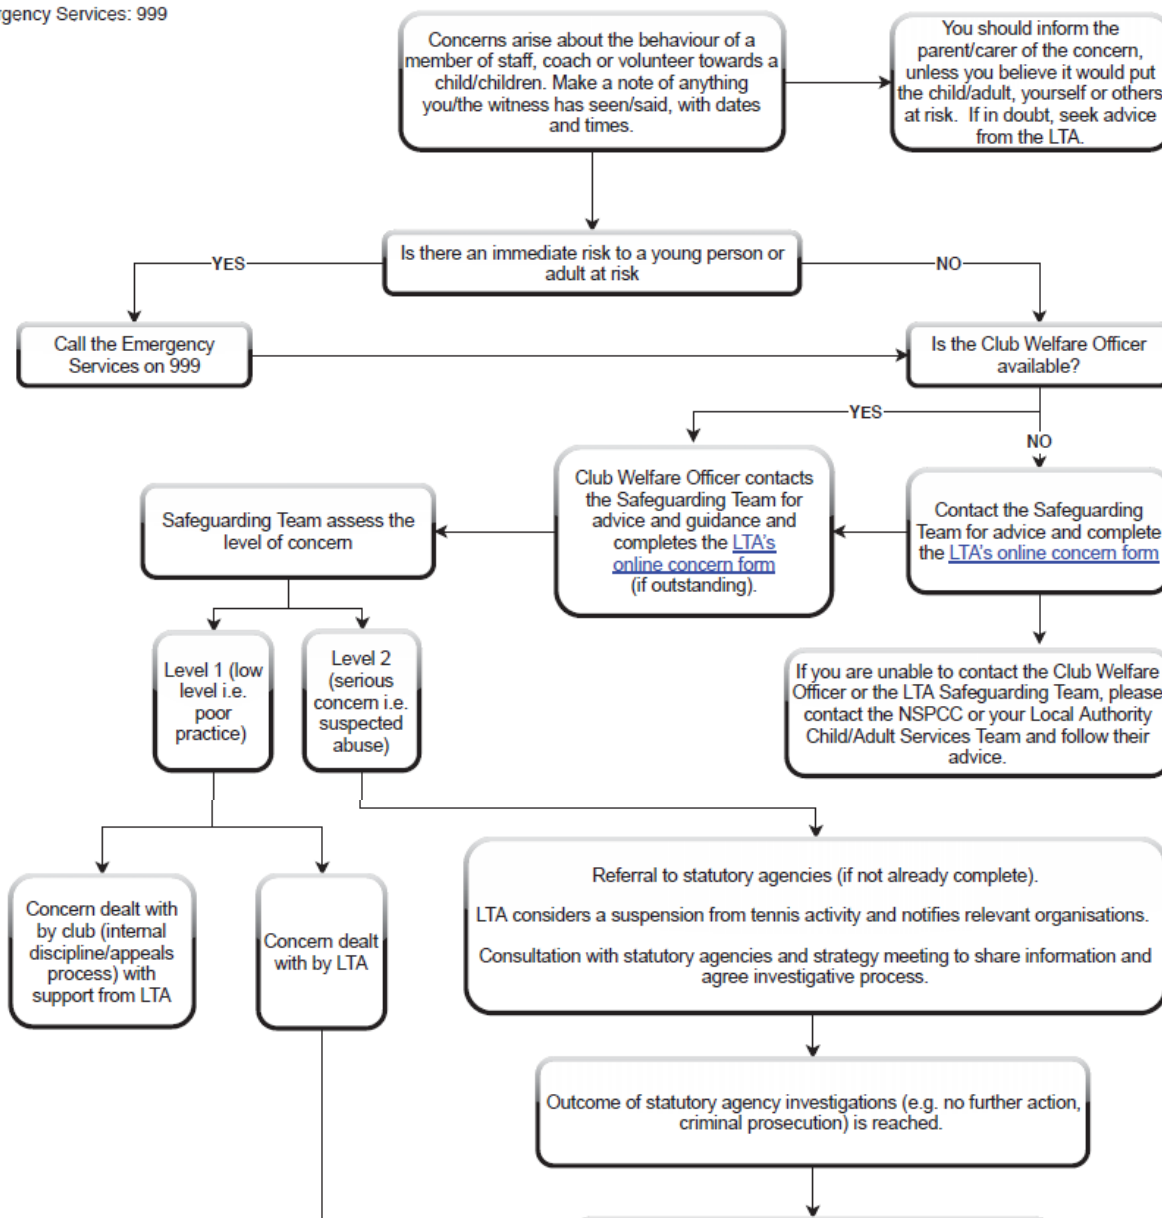 rgency Services: 999
Concerns arise about the behaviour of a
member of staff, coach or volunteer towards a
child/children. Make a note of anything
you/the witness has seen/said, with dates
and times.
You should inform the
parent/carer of the concern,
unless you believe it would put
the child/adult, yourself or others
at risk. If in doubt, seek advice
from the LTA.
Is there an immediate risk to a young person or
adult at risk
YES
NO
Call the Emergency
Services on 999
Is the Club Welfare Officer
available?
YES
NO
Club Welfare Officer contacts
the Safeguarding Team for
advice and guidance and
completes the LTA's
online concern form
(if outstanding).
Contact the Safeguarding
Team for advice and complete
the LTA's online concern form
Safeguarding Team assess the
level of concern
Level 1 (low
level i.e.
poor
practice)
Level 2
(serious
concern i.e.
suspected
abuse)
If you are unable to contact the Club Welfare
Officer or the LTA Safeguarding Team, please
contact the NSPCC or your Local Authority
Child/Adult Services Team and follow their
advice.
Concern dealt with
by club (internal
discipline/appeals
process) with
support from LTA
Concern dealt
with by LTA
Referral to statutory agencies (if not already complete).
LTA considers a suspension from tennis activity and notifies relevant organisations.
Consultation with statutory agencies and strategy meeting to share information and
agree investigative process.
Outcome of statutory agency investigations (e.g. no further action,
criminal prosecution) is reached.